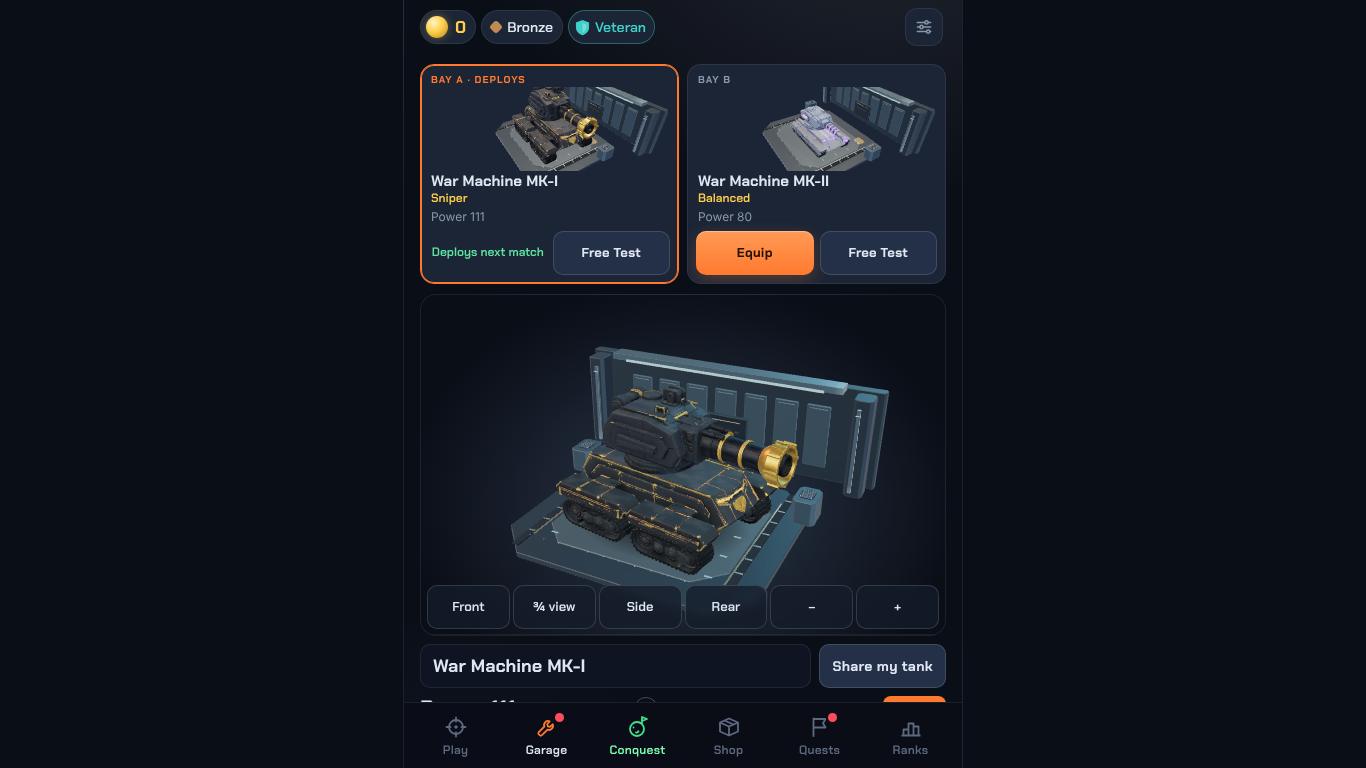 0
Bronze
Veteran
BAY A · DEPLOYS
War Machine MK-I
Sniper
Power 111
Deploys next match
Free Test
BAY B
War Machine MK-II
Balanced
Power 80
Equip
Free Test
Front
¾ view
Side
Rear
–
+
War Machine MK-I
Share my tank
Play
Garage
Conquest
Shop
Quests
Ranks